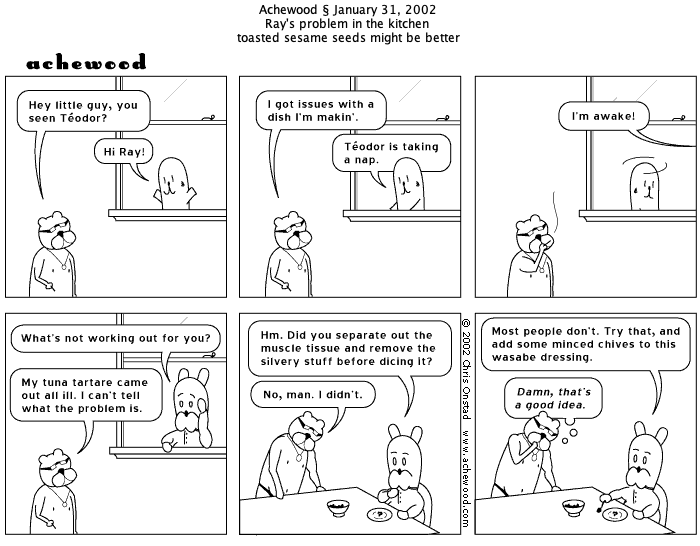 Achewood § January 31, 2002
Ray's problem in the kitchen
toasted sesame seeds might be better
achewood
Hey little guy, you
seen Téodor?
Hi Ray!
I got issues with a
dish I'm makin'.
Téodor is taking
a nap.
I'm awake!
What's not working out for you?
My tuna tartare came
out all ill. I can't tell
what the problem is.
Hm. Did you separate out the
muscle tissue and remove the
silvery stuff before dicing it?
No, man. I didn't.
© 2002 Chris Onstad www.achewood.com
Most people don't. Try that, and
add some minced chives to this
wasabe dressing.
Damn, that's
a good idea.